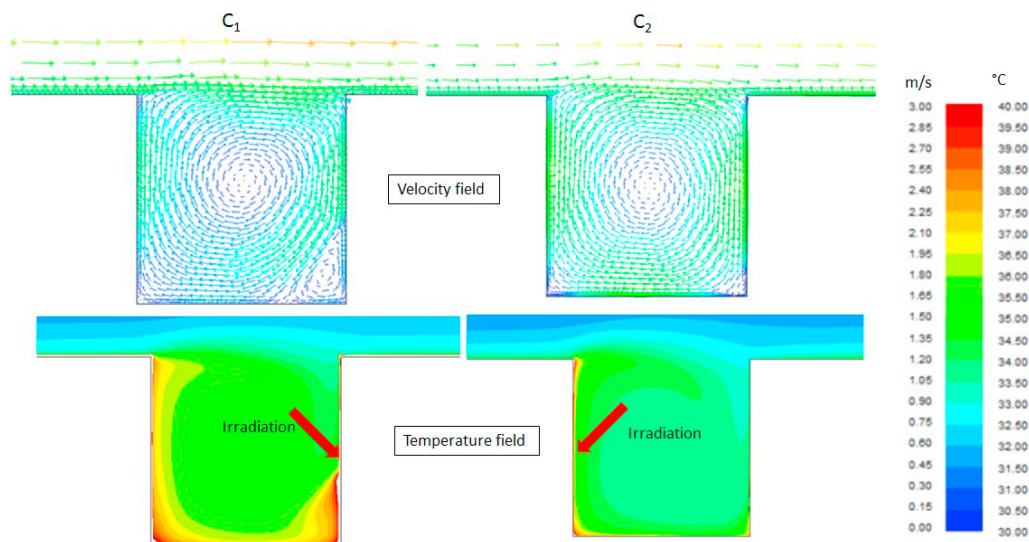 C₁
C₂
m/s
°C
Velocity field
3.00 40.00
2.85 39.50
2.70 39.00
2.55 38.50
2.40 38.00
2.25 37.50
2.10 37.00
1.95 36.50
1.80 36.00
1.65 35.50
1.50 35.00
1.35 34.50
1.20 34.00
1.05 33.50
0.90 33.00
0.75 32.50
0.60 32.00
0.45 31.50
0.30 31.00
0.15 30.50
0.00 30.00
Irradiation
Temperature field
Irradiation